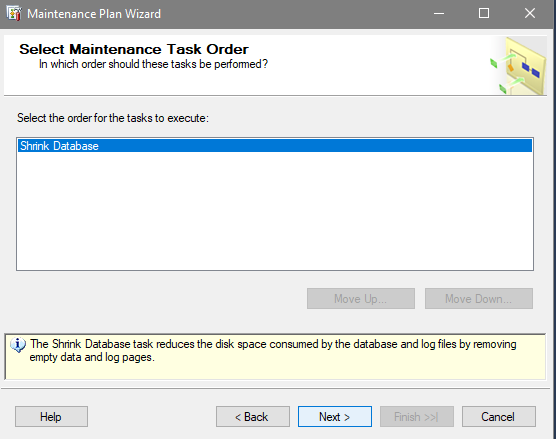 Maintenance Plan Wizard
Select Maintenance Task Order
In which order should these tasks be performed?
Select the order for the tasks to execute:
Shrink Database
Move Up...
Move Down...
The Shrink Database task reduces the disk space consumed by the database and log files by removing
empty data and log pages.
Help
< Back
Next >
Finish >>|
Cancel